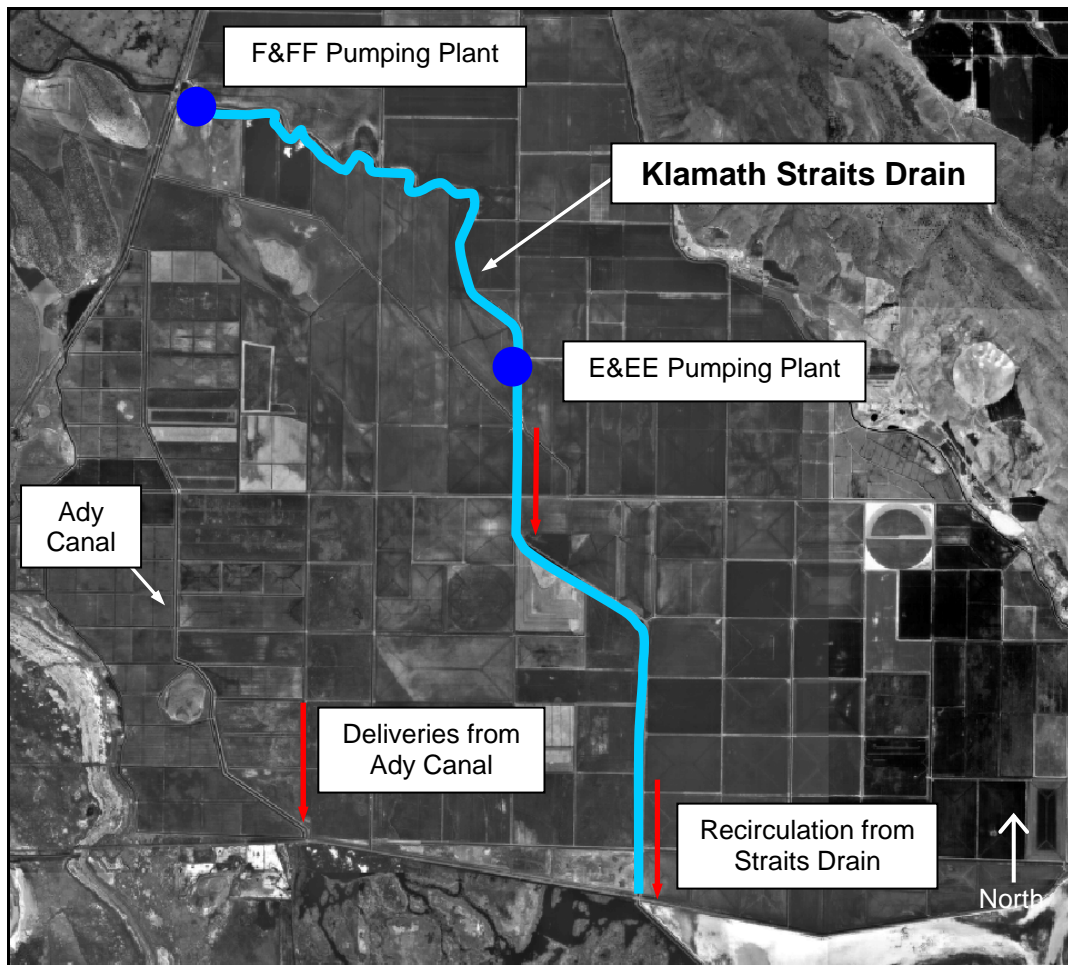 F&FF Pumping Plant
Klamath Straits Drain
E&EE Pumping Plant
Ady
Canal
Deliveries from
Ady Canal
Recirculation from
Straits Drain
North